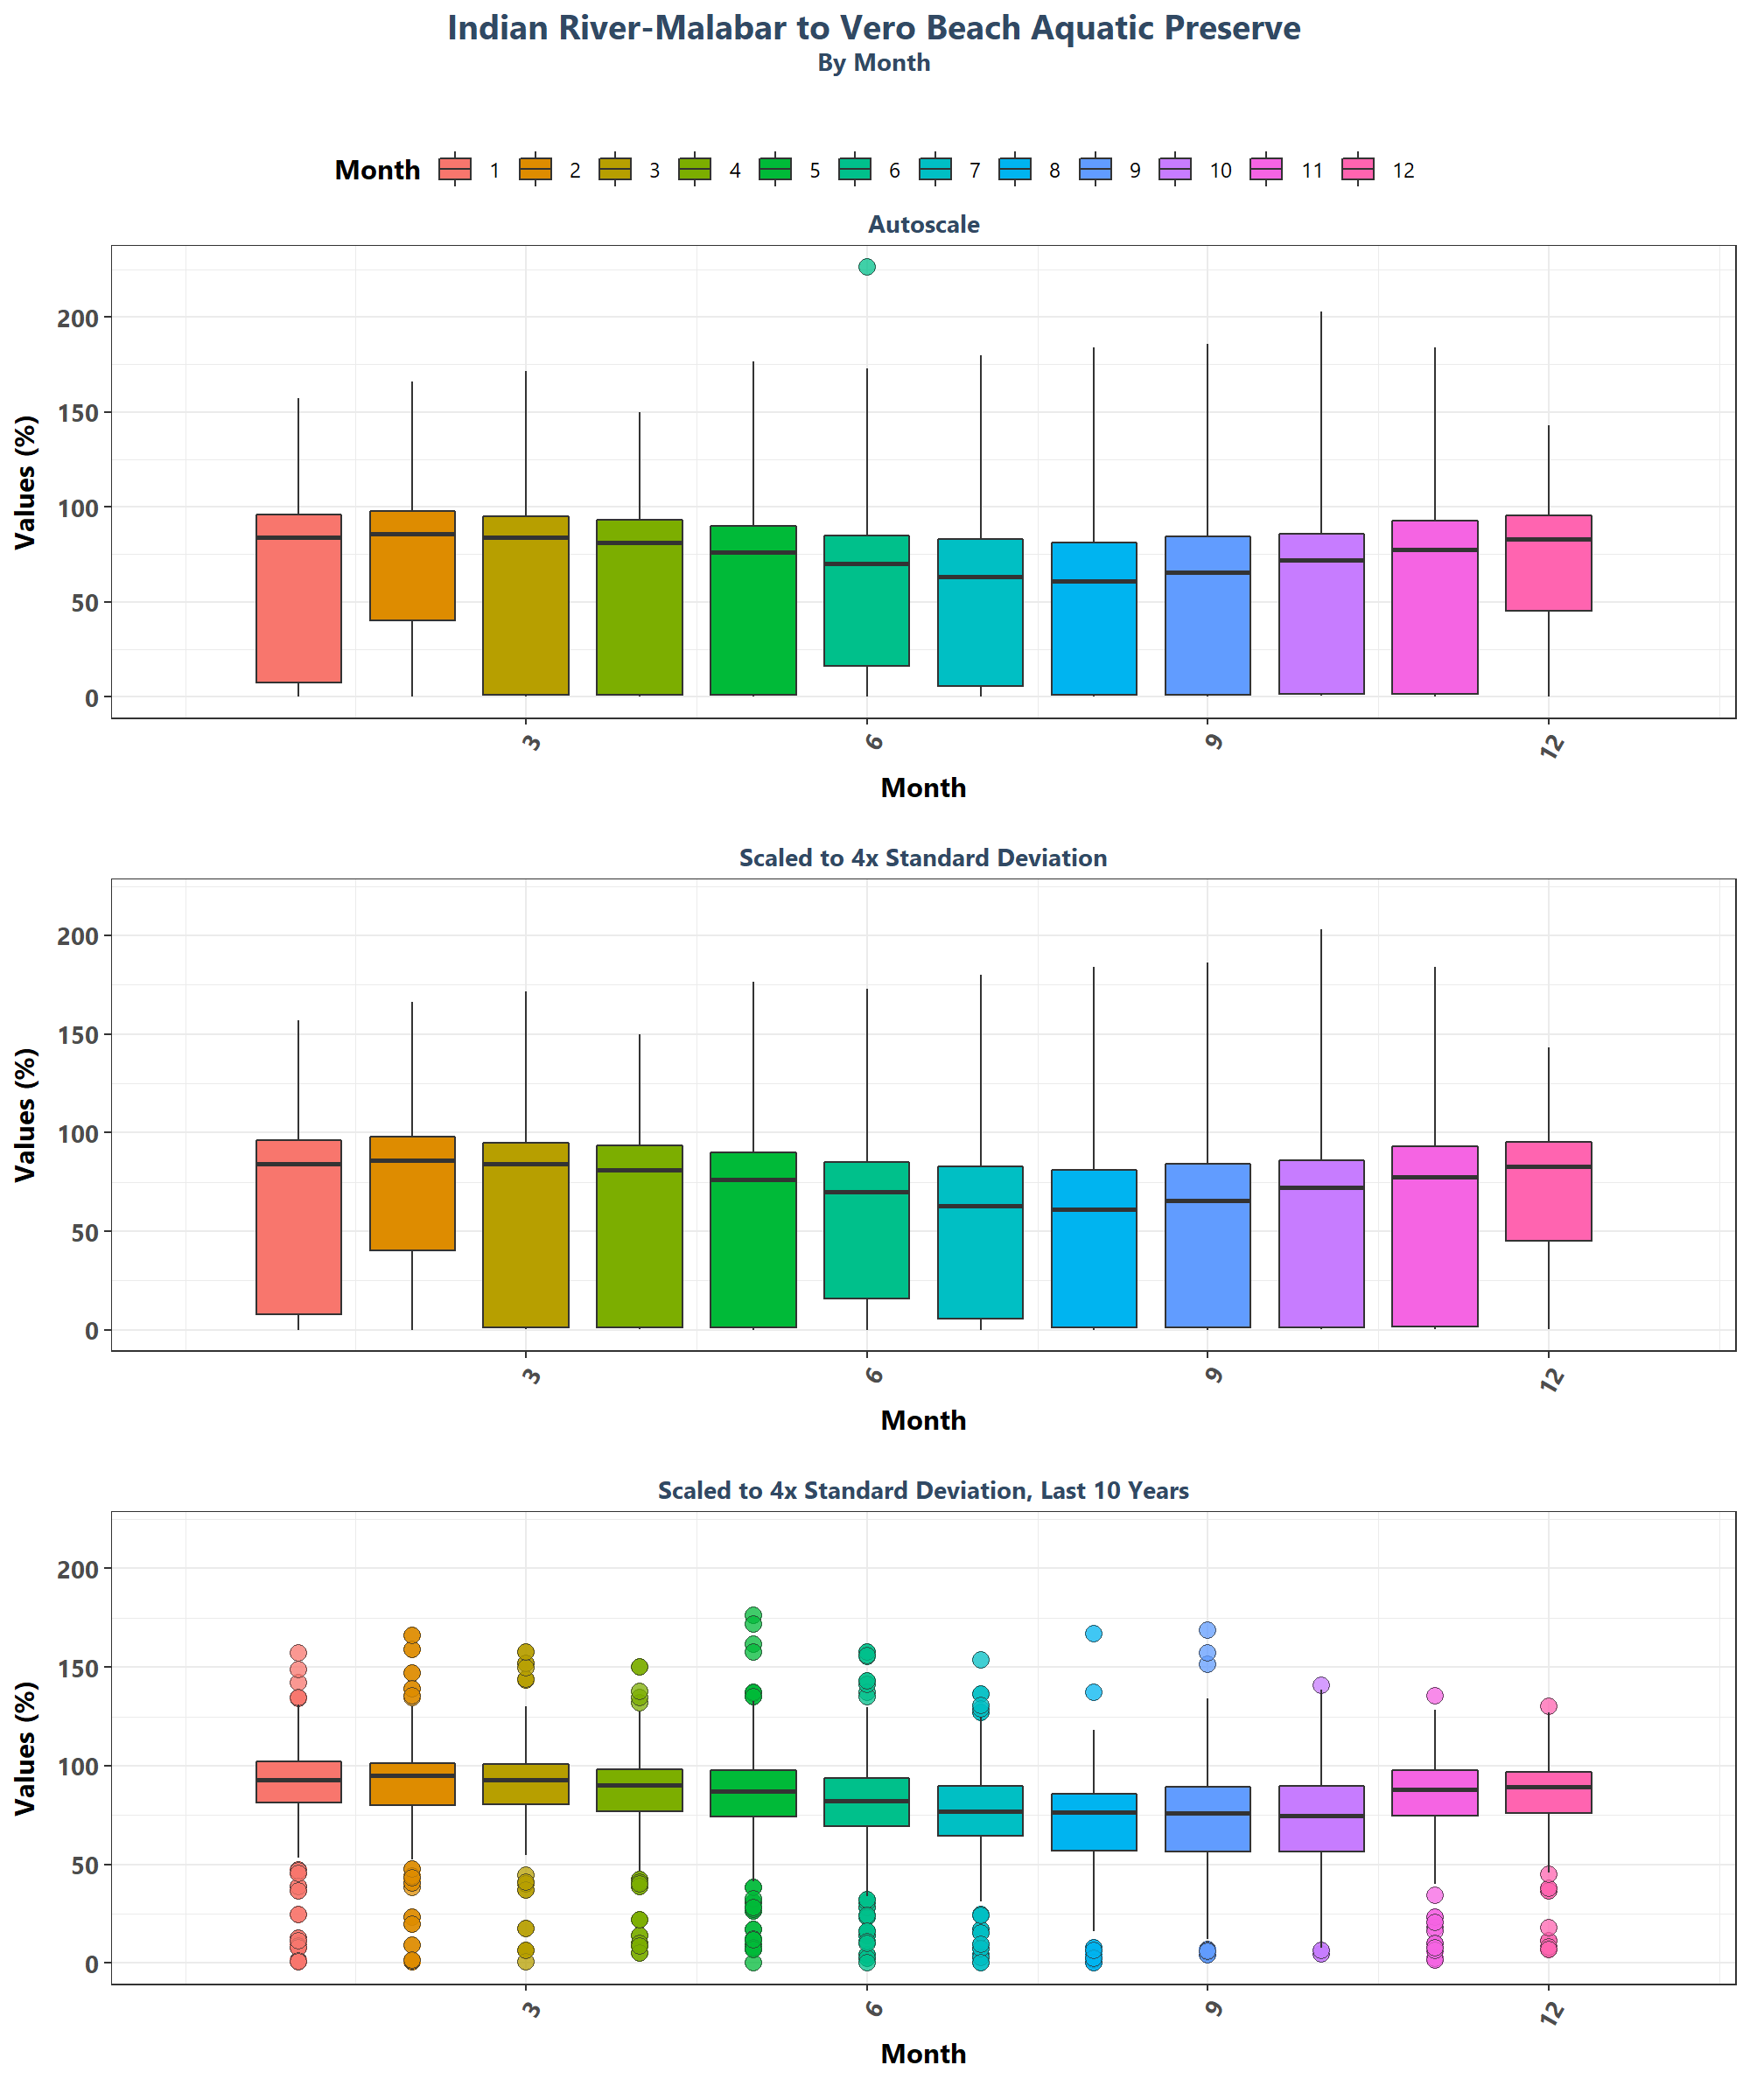 Indian River-Malabar to Vero Beach Aquatic Preserve
By Month
Month 1 2 3 4 5 6 7 8 9 10 11 12
Autoscale
Values (%)
200
150
100
50
0
3 6 9 12
Month
Scaled to 4x Standard Deviation
Values (%)
200
150
100
50
0
3 6 9 12
Month
Scaled to 4x Standard Deviation, Last 10 Years
Values (%)
200
150
100
50
0
3 6 9 12
Month